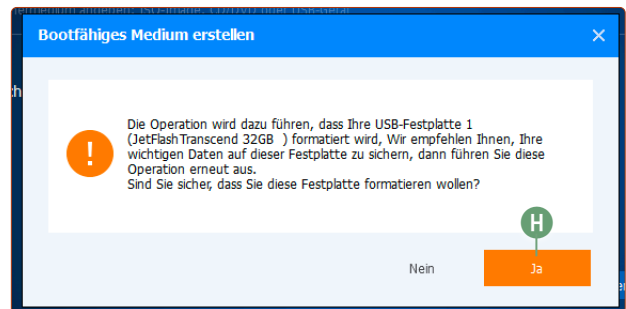 Bootfähiges Medium erstellen
Die Operation wird dazu führen, dass Ihre USB-Festplatte 1
(JetFlashTranscend 32GB ) formatiert wird, Wir empfehlen Ihnen, Ihre
wichtigen Daten auf dieser Festplatte zu sichern, dann führen Sie diese
Operation erneut aus.
Sind Sie sicher, dass Sie diese Festplatte formatieren wollen?
H
Nein
Ja